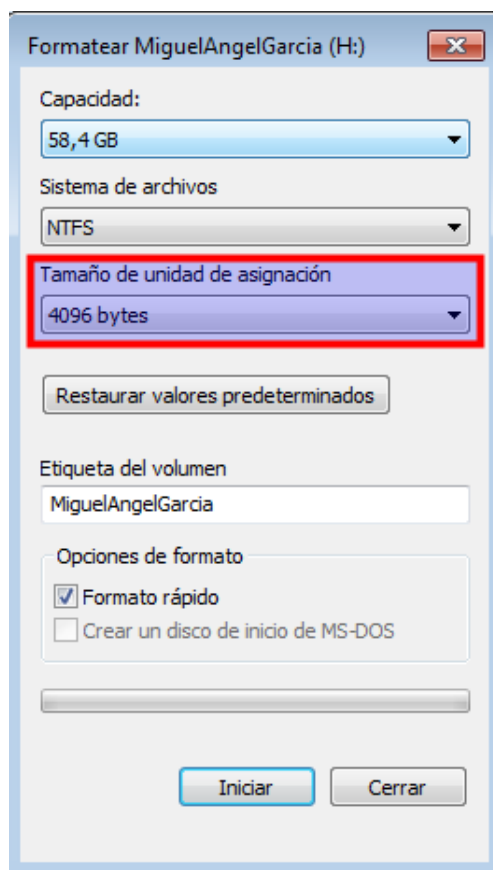 Formatear MiguelAngelGarcia (H:)
Capacidad:
58,4 GB
Sistema de archivos
NTFS
Tamaño de unidad de asignación
4096 bytes
Restaurar valores predeterminados
Etiqueta del volumen
MiguelAngelGarcia
Opciones de formato
Formato rápido
Crear un disco de inicio de MS-DOS
Iniciar Cerrar